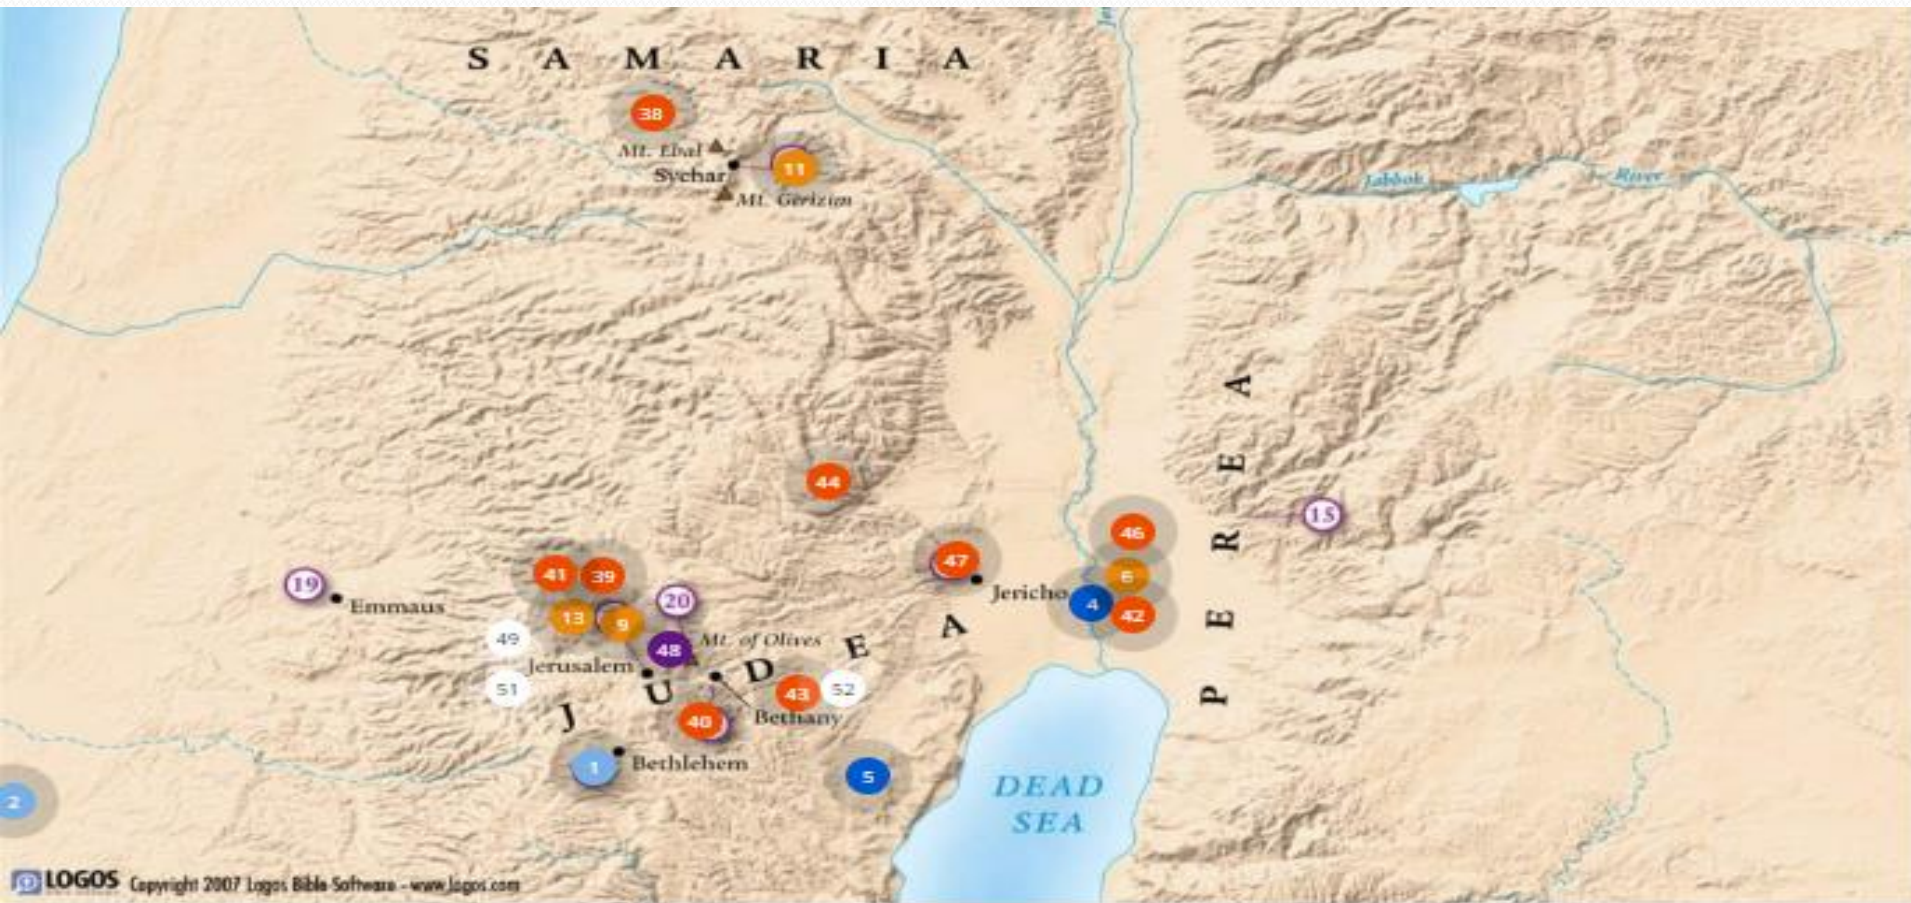 SAMARIA
38
Mt. Ebal
11
Sychar
Mt. Gerizim
Jabbok River
PEREA
44
15
46
47
41
39
6
19
Jericho
Emmaus
20
4
42
13
9
49
48
Mt. of Olives
Jerusalem
JUDEA
51
43
52
40
Bethany
1
Bethlehem
5
2
DEAD
SEA
LOGOS Copyright 2007 Logos Bible Software - www.logos.com